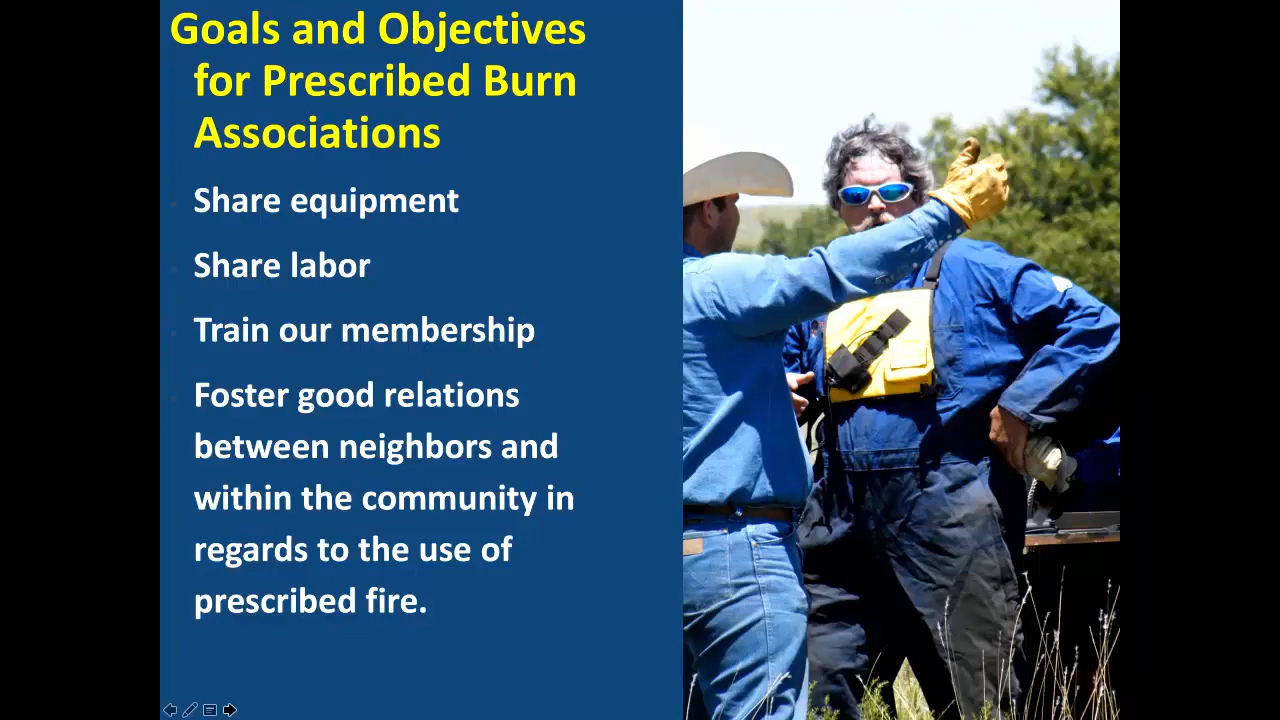 Goals and Objectives
for Prescribed Burn
Associations
Share equipment
Share labor
Train our membership
Foster good relations
between neighbors and
within the community in
regards to the use of
prescribed fire.